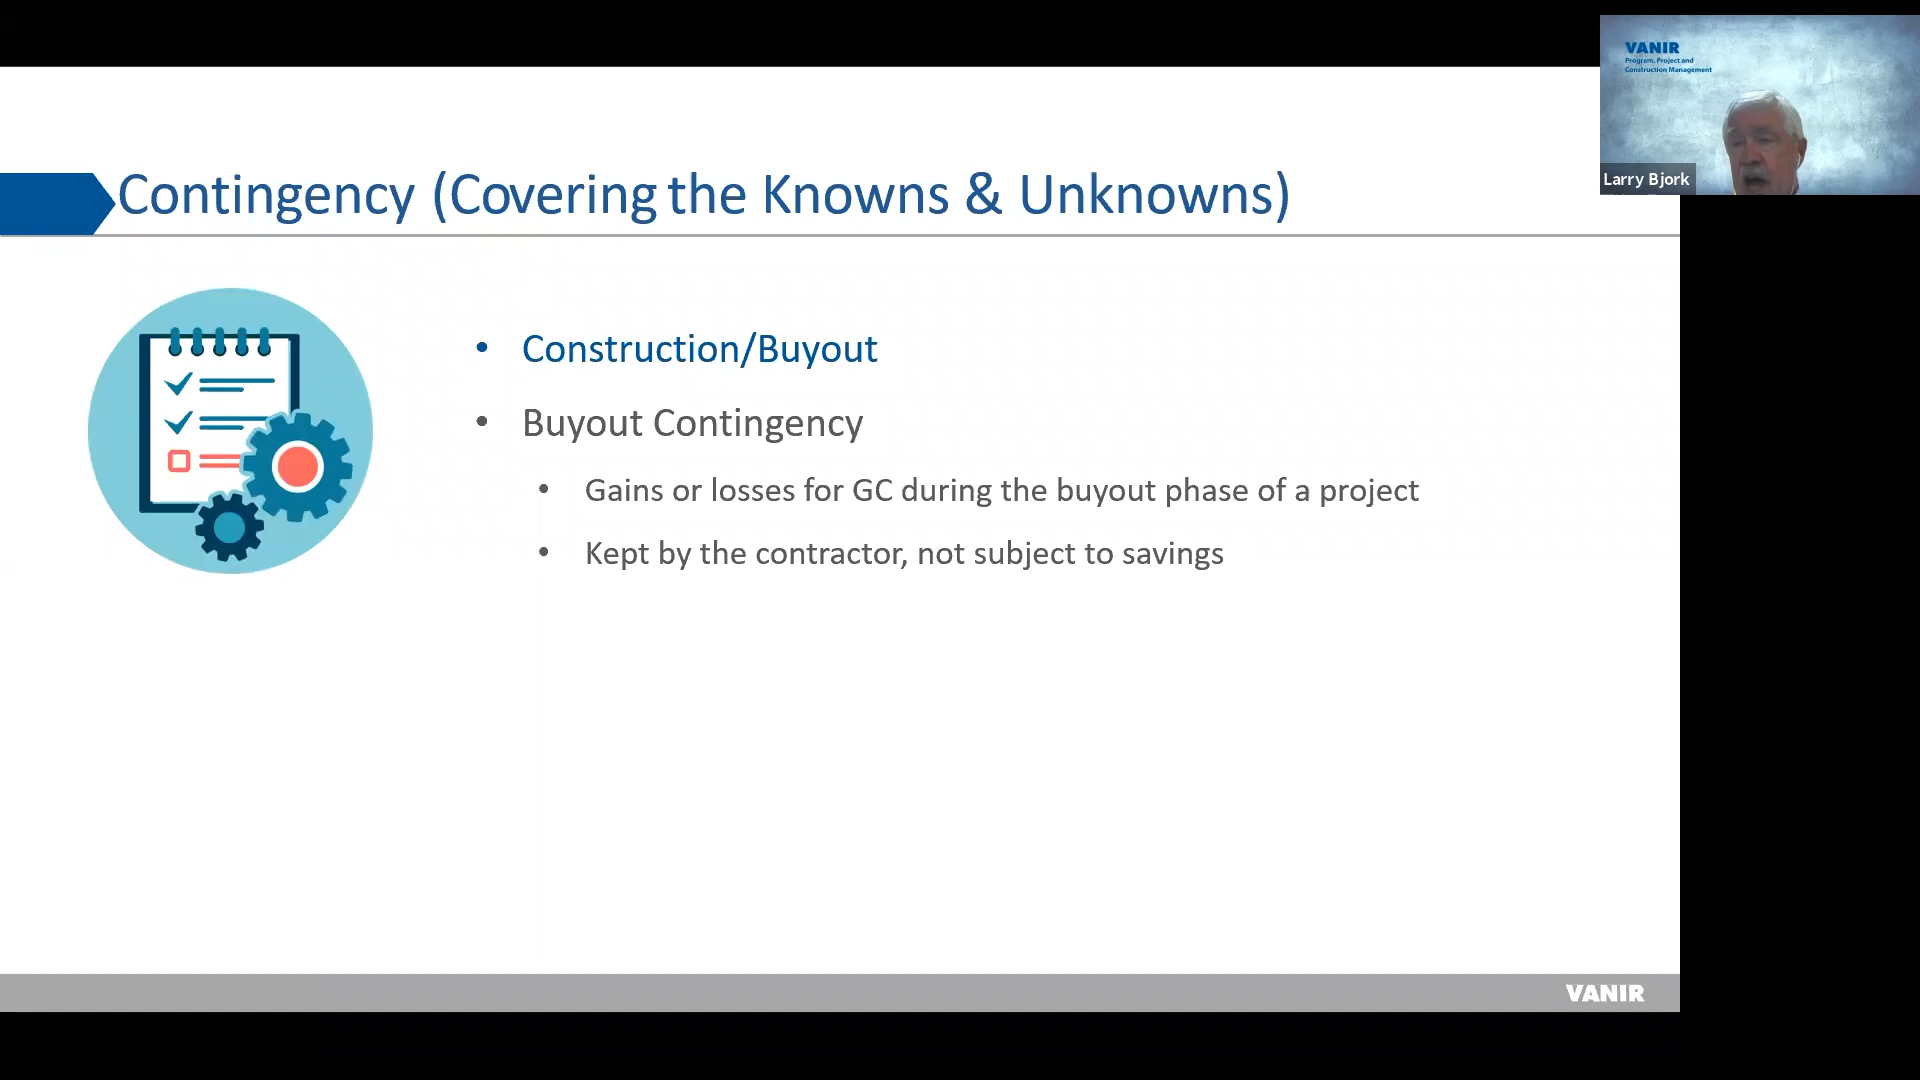 VANIR
Program, Project and
Construction Management
Larry Bjork
Contingency (Covering the Knowns & Unknowns)
• Construction/Buyout
• Buyout Contingency
• Gains or losses for GC during the buyout phase of a project
• Kept by the contractor, not subject to savings
VANIR